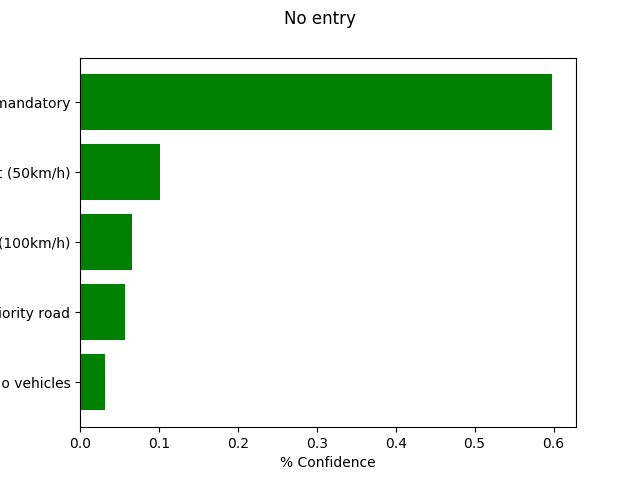 No entry
mandatory
(50km/h)
(100km/h)
road
vehicles
0.0 0.1 0.2 0.3 0.4 0.5 0.6
% Confidence